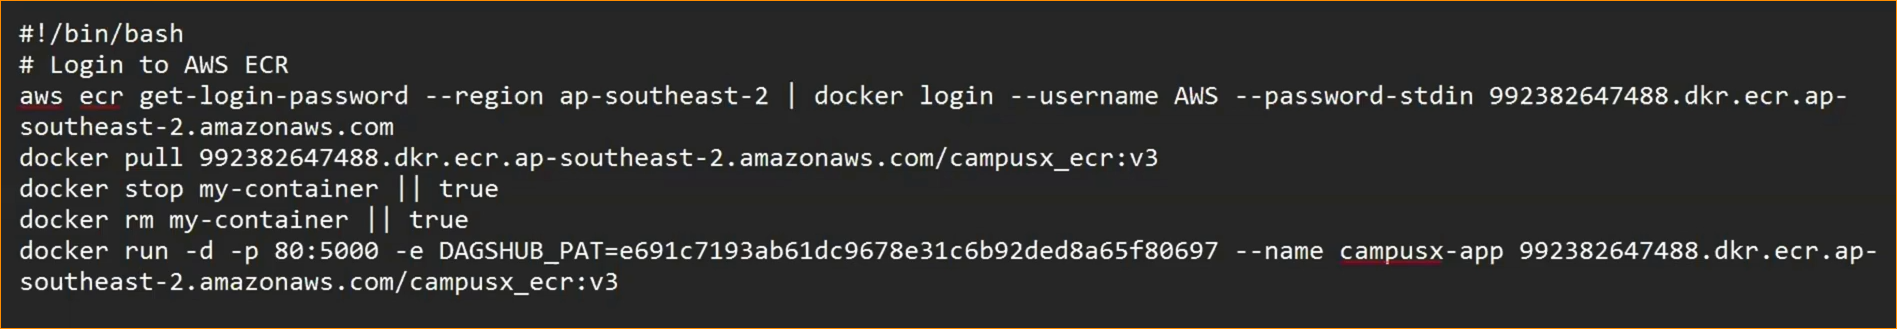 #!/bin/bash
# Login to AWS ECR
aws ecr get-login-password --region ap-southeast-2 | docker login --username AWS --password-stdin 992382647488.dkr.ecr.ap-
southeast-2.amazonaws.com
docker pull 992382647488.dkr.ecr.ap-southeast-2.amazonaws.com/campusx_ecr:v3
docker stop my-container || true
docker rm my-container || true
docker run -d -p 80:5000 -e DAGSHUB_PAT=e691c7193ab61dc9678e31c6b92ded8a65f80697 --name campusx-app 992382647488.dkr.ecr.ap-
southeast-2.amazonaws.com/campusx_ecr:v3